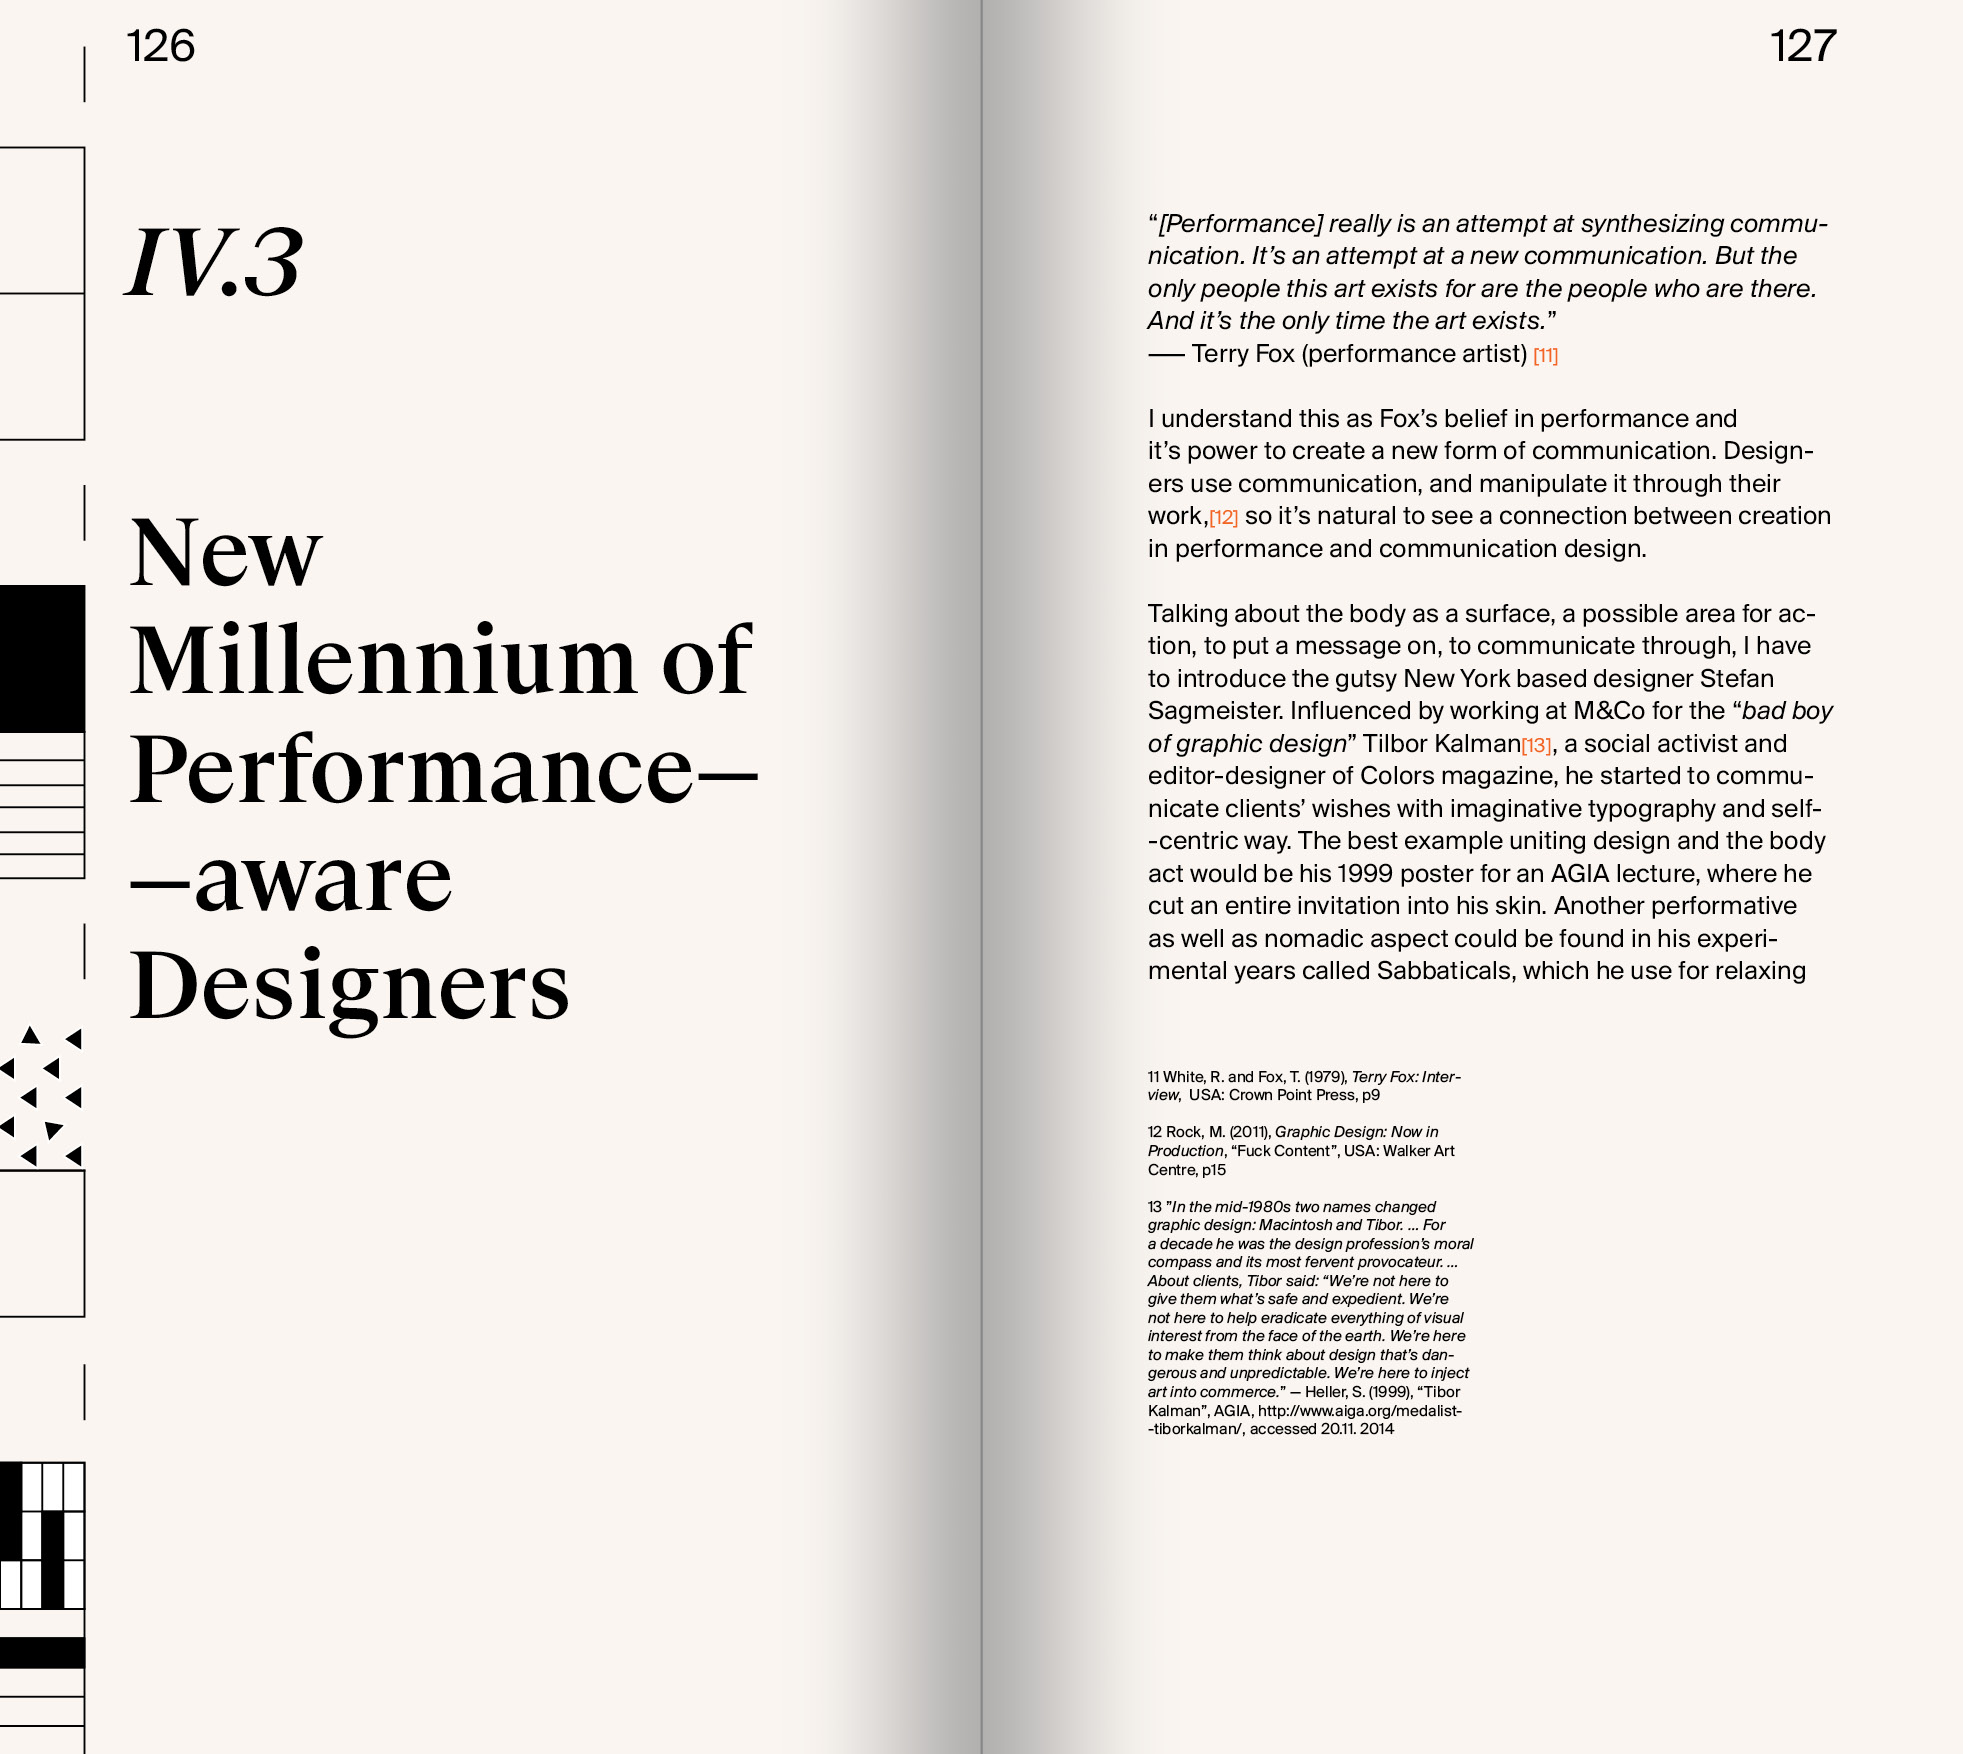 126
IV.3
New
Millennium of
Performance—
—aware
Designers
127
“[Performance] really is an attempt at synthesizing commu-
nication. It’s an attempt at a new communication. But the
only people this art exists for are the people who are there.
And it’s the only time the art exists.”
—— Terry Fox (performance artist) [11]
I understand this as Fox’s belief in performance and
it’s power to create a new form of communication. Design-
ers use communication, and manipulate it through their
work,[12] so it’s natural to see a connection between creation
in performance and communication design.
Talking about the body as a surface, a possible area for ac-
tion, to put a message on, to communicate through, I have
to introduce the gutsy New York based designer Stefan
Sagmeister. Influenced by working at M&Co for the “bad boy
of graphic design” Tilbor Kalman[13], a social activist and
editor-designer of Colors magazine, he started to commu-
nicate clients’ wishes with imaginative typography and self-
-centric way. The best example uniting design and the body
act would be his 1999 poster for an AGIA lecture, where he
cut an entire invitation into his skin. Another performative
as well as nomadic aspect could be found in his experi-
mental years called Sabbaticals, which he use for relaxing
11 White, R. and Fox, T. (1979), Terry Fox: Inter-
view, USA: Crown Point Press, p9
12 Rock, M. (2011), Graphic Design: Now in
Production, “Fuck Content”, USA: Walker Art
Centre, p15
13 ”In the mid-1980s two names changed
graphic design: Macintosh and Tibor. ... For
a decade he was the design profession’s moral
compass and its most fervent provocateur. ...
About clients, Tibor said: “We’re not here to
give them what’s safe and expedient. We’re
not here to help eradicate everything of visual
interest from the face of the earth. We’re here
to make them think about design that’s dan-
gerous and unpredictable. We’re here to inject
art into commerce.” — Heller, S. (1999), “Tibor
Kalman”, AGIA, http://www.aiga.org/medalist-
-tiborkalman/, accessed 20.11. 2014